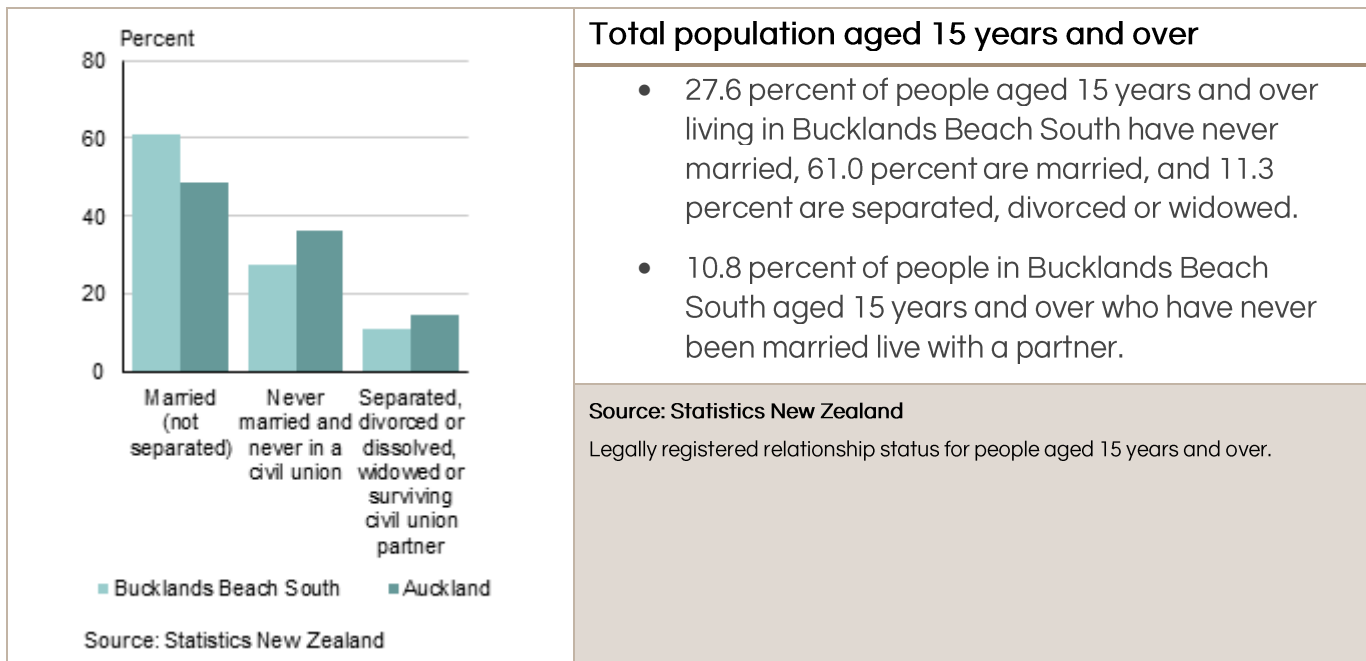 Percent
80
60
40
20
0
Married
(not
separated)
Never
married and
never in a
civil union
Separated,
divorced or
dissolved,
widowed or
surviving
civil union
partner
Bucklands Beach South
Auckland
Source: Statistics New Zealand
Total population aged 15 years and over
• 27.6 percent of people aged 15 years and over
living in Bucklands Beach South have never
married, 61.0 percent are married, and 11.3
percent are separated, divorced or widowed.
• 10.8 percent of people in Bucklands Beach
South aged 15 years and over who have never
been married live with a partner.
Source: Statistics New Zealand
Legally registered relationship status for people aged 15 years and over.